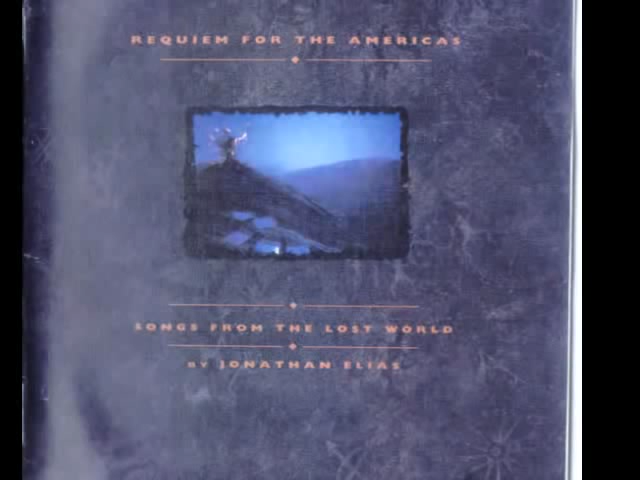 REQUIEM FOR THE AMERICAS
SONGS FROM THE LOST WORLD
BY JONATHAN ELIAS